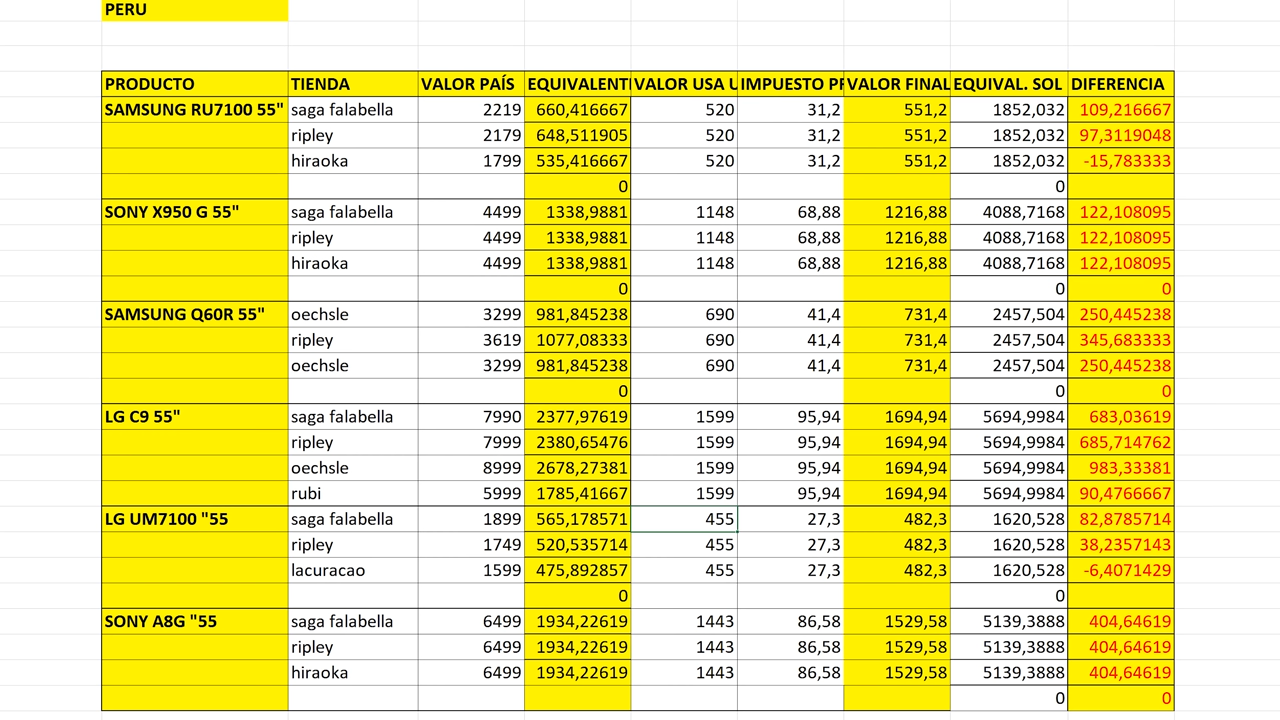 PERU
PRODUCTO TIENDA VALOR PAÍS EQUIVALENT VALOR USA U IMPUESTO PR VALOR FINAL EQUIVAL. SOL DIFERENCIA
SAMSUNG RU7100 55" saga falabella 2219 660,416667 520 31,2 551,2 1852,032 109,216667
ripley 2179 648,511905 520 31,2 551,2 1852,032 97,3119048
hiraoka 1799 535,416667 520 31,2 551,2 1852,032 -15,783333
0 0
SONY X950 G 55" saga falabella 4499 1338,9881 1148 68,88 1216,88 4088,7168 122,108095
ripley 4499 1338,9881 1148 68,88 1216,88 4088,7168 122,108095
hiraoka 4499 1338,9881 1148 68,88 1216,88 4088,7168 122,108095
0 0 0
SAMSUNG Q60R 55" oechsle 3299 981,845238 690 41,4 731,4 2457,504 250,445238
ripley 3619 1077,08333 690 41,4 731,4 2457,504 345,683333
oechsle 3299 981,845238 690 41,4 731,4 2457,504 250,445238
0 0 0
LG C9 55" saga falabella 7990 2377,97619 1599 95,94 1694,94 5694,9984 683,03619
ripley 7999 2380,65476 1599 95,94 1694,94 5694,9984 685,714762
oechsle 8999 2678,27381 1599 95,94 1694,94 5694,9984 983,33381
rubi 5999 1785,41667 1599 95,94 1694,94 5694,9984 90,4766667
LG UM7100 "55 saga falabella 1899 565,178571 455 27,3 482,3 1620,528 82,8785714
ripley 1749 520,535714 455 27,3 482,3 1620,528 38,2357143
lacuracao 1599 475,892857 455 27,3 482,3 1620,528 -6,4071429
0 0
SONY A8G "55 saga falabella 6499 1934,22619 1443 86,58 1529,58 5139,3888 404,64619
ripley 6499 1934,22619 1443 86,58 1529,58 5139,3888 404,64619
hiraoka 6499 1934,22619 1443 86,58 1529,58 5139,3888 404,64619
0 0